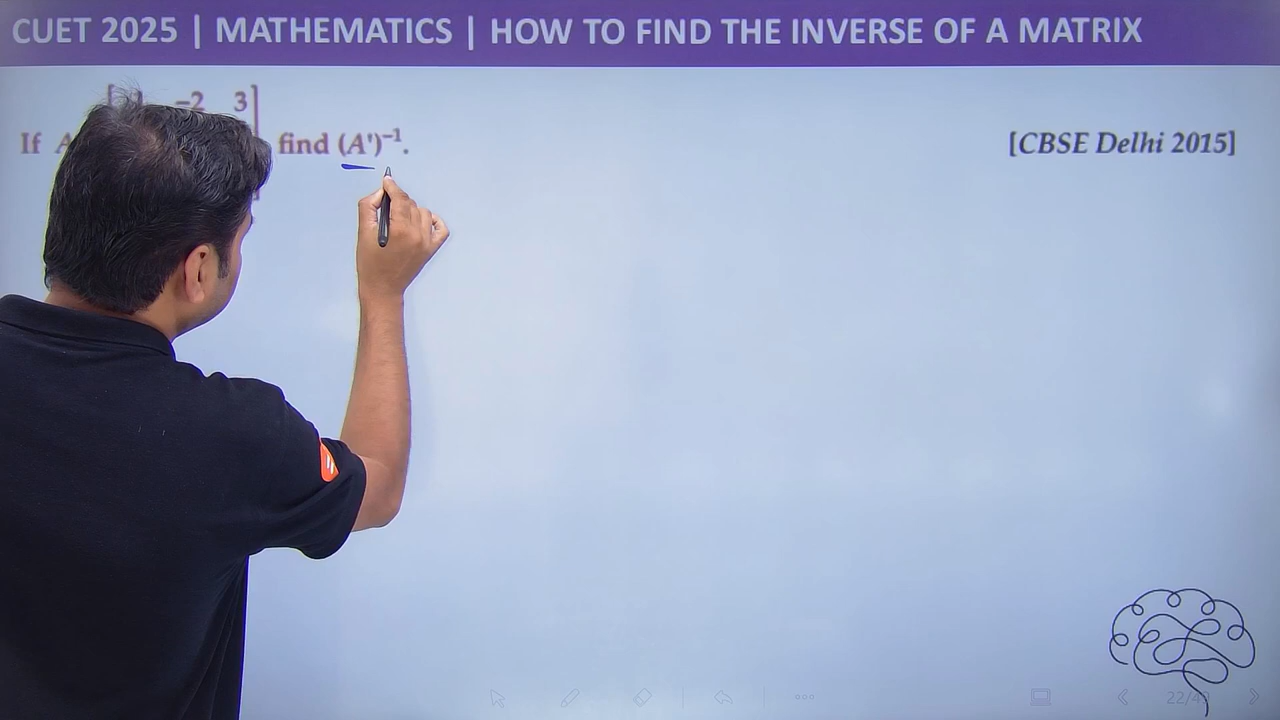 CUET 2025 | MATHEMATICS | HOW TO FIND THE INVERSE OF A MATRIX
-2 3
If A find (A')⁻¹. [CBSE Delhi 2015]